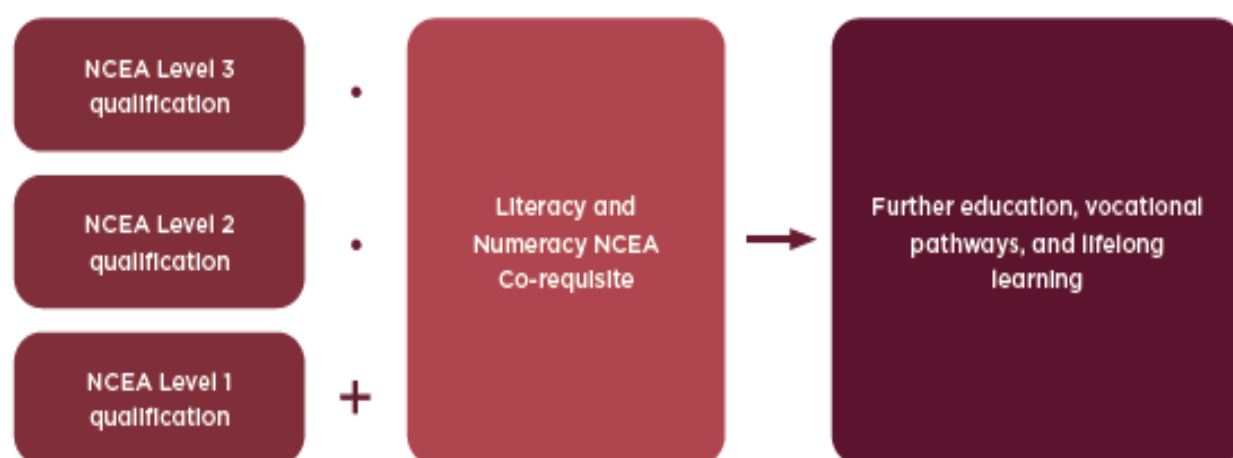 NCEA Level 3
qualification
•
NCEA Level 2
qualification
•
NCEA Level 1
qualification
+
Literacy and
Numeracy NCEA
Co-requisite
Further education, vocational
pathways, and lifelong
learning